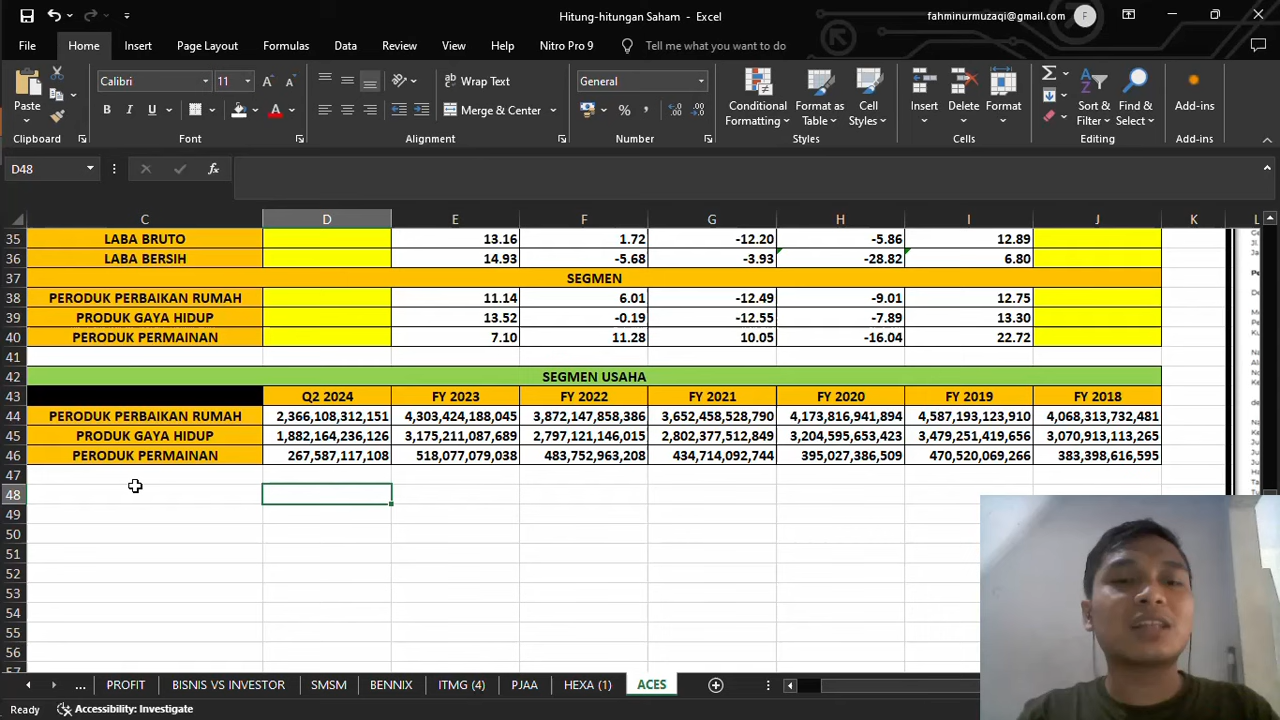 Hitung-hitungan Saham - Excel
fahminurmuzaqi@gmail.com F
File Home Insert Page Layout Formulas Data Review View Help Nitro Pro 9 Tell me what you want to do
Calibri 11 Wrap Text General
Paste Merge & Center Conditional Formatting Format as Table Cell Styles Insert Delete Format Sort & Filter Find & Select Add-ins
Clipboard Font Alignment Number Styles Cells Editing Add-ins
D48 fx
C D E F G H I J K L
35 LABA BRUTO 13.16 1.72 -12.20 -5.86 12.89
36 LABA BERSIH 14.93 -5.68 -3.93 -28.82 6.80
37 SEGMEN
38 PERODUK PERBAIKAN RUMAH 11.14 6.01 -12.49 -9.01 12.75
39 PRODUK GAYA HIDUP 13.52 -0.19 -12.55 -7.89 13.30
40 PERODUK PERMAINAN 7.10 11.28 10.05 -16.04 22.72
41
42 SEGMEN USAHA
43 Q2 2024 FY 2023 FY 2022 FY 2021 FY 2020 FY 2019 FY 2018
44 PERODUK PERBAIKAN RUMAH 2,366,108,312,151 4,303,424,188,045 3,872,147,858,386 3,652,458,528,790 4,173,816,941,894 4,587,193,123,910 4,068,313,732,481
45 PRODUK GAYA HIDUP 1,882,164,236,126 3,175,211,087,689 2,797,121,146,015 2,802,377,512,849 3,204,595,653,423 3,479,251,419,656 3,070,913,113,265
46 PERODUK PERMAINAN 267,587,117,108 518,077,079,038 483,752,963,208 434,714,092,744 395,027,386,509 470,520,069,266 383,398,616,595
47
48
49
50
51
52
53
54
55
56
57
... PROFIT BISNIS VS INVESTOR SMSM BENNIX ITMG (4) PJAA HEXA (1) ACES
Ready Accessibility: Investigate